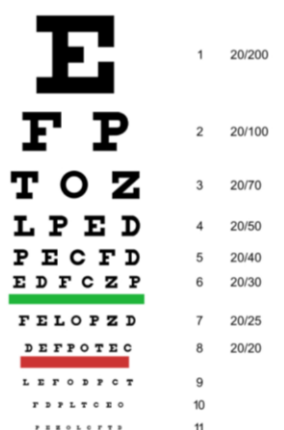 E 1 20/200
F P 2 20/100
T O Z 3 20/70
L P E D 4 20/50
P E C F D 5 20/40
E D F C Z P 6 20/30
F E L O P Z D 7 20/25
D E F P O T E C 8 20/20
L E F O D P C T 9
F D P L T C E O 10
P E Z O L C F T D 11